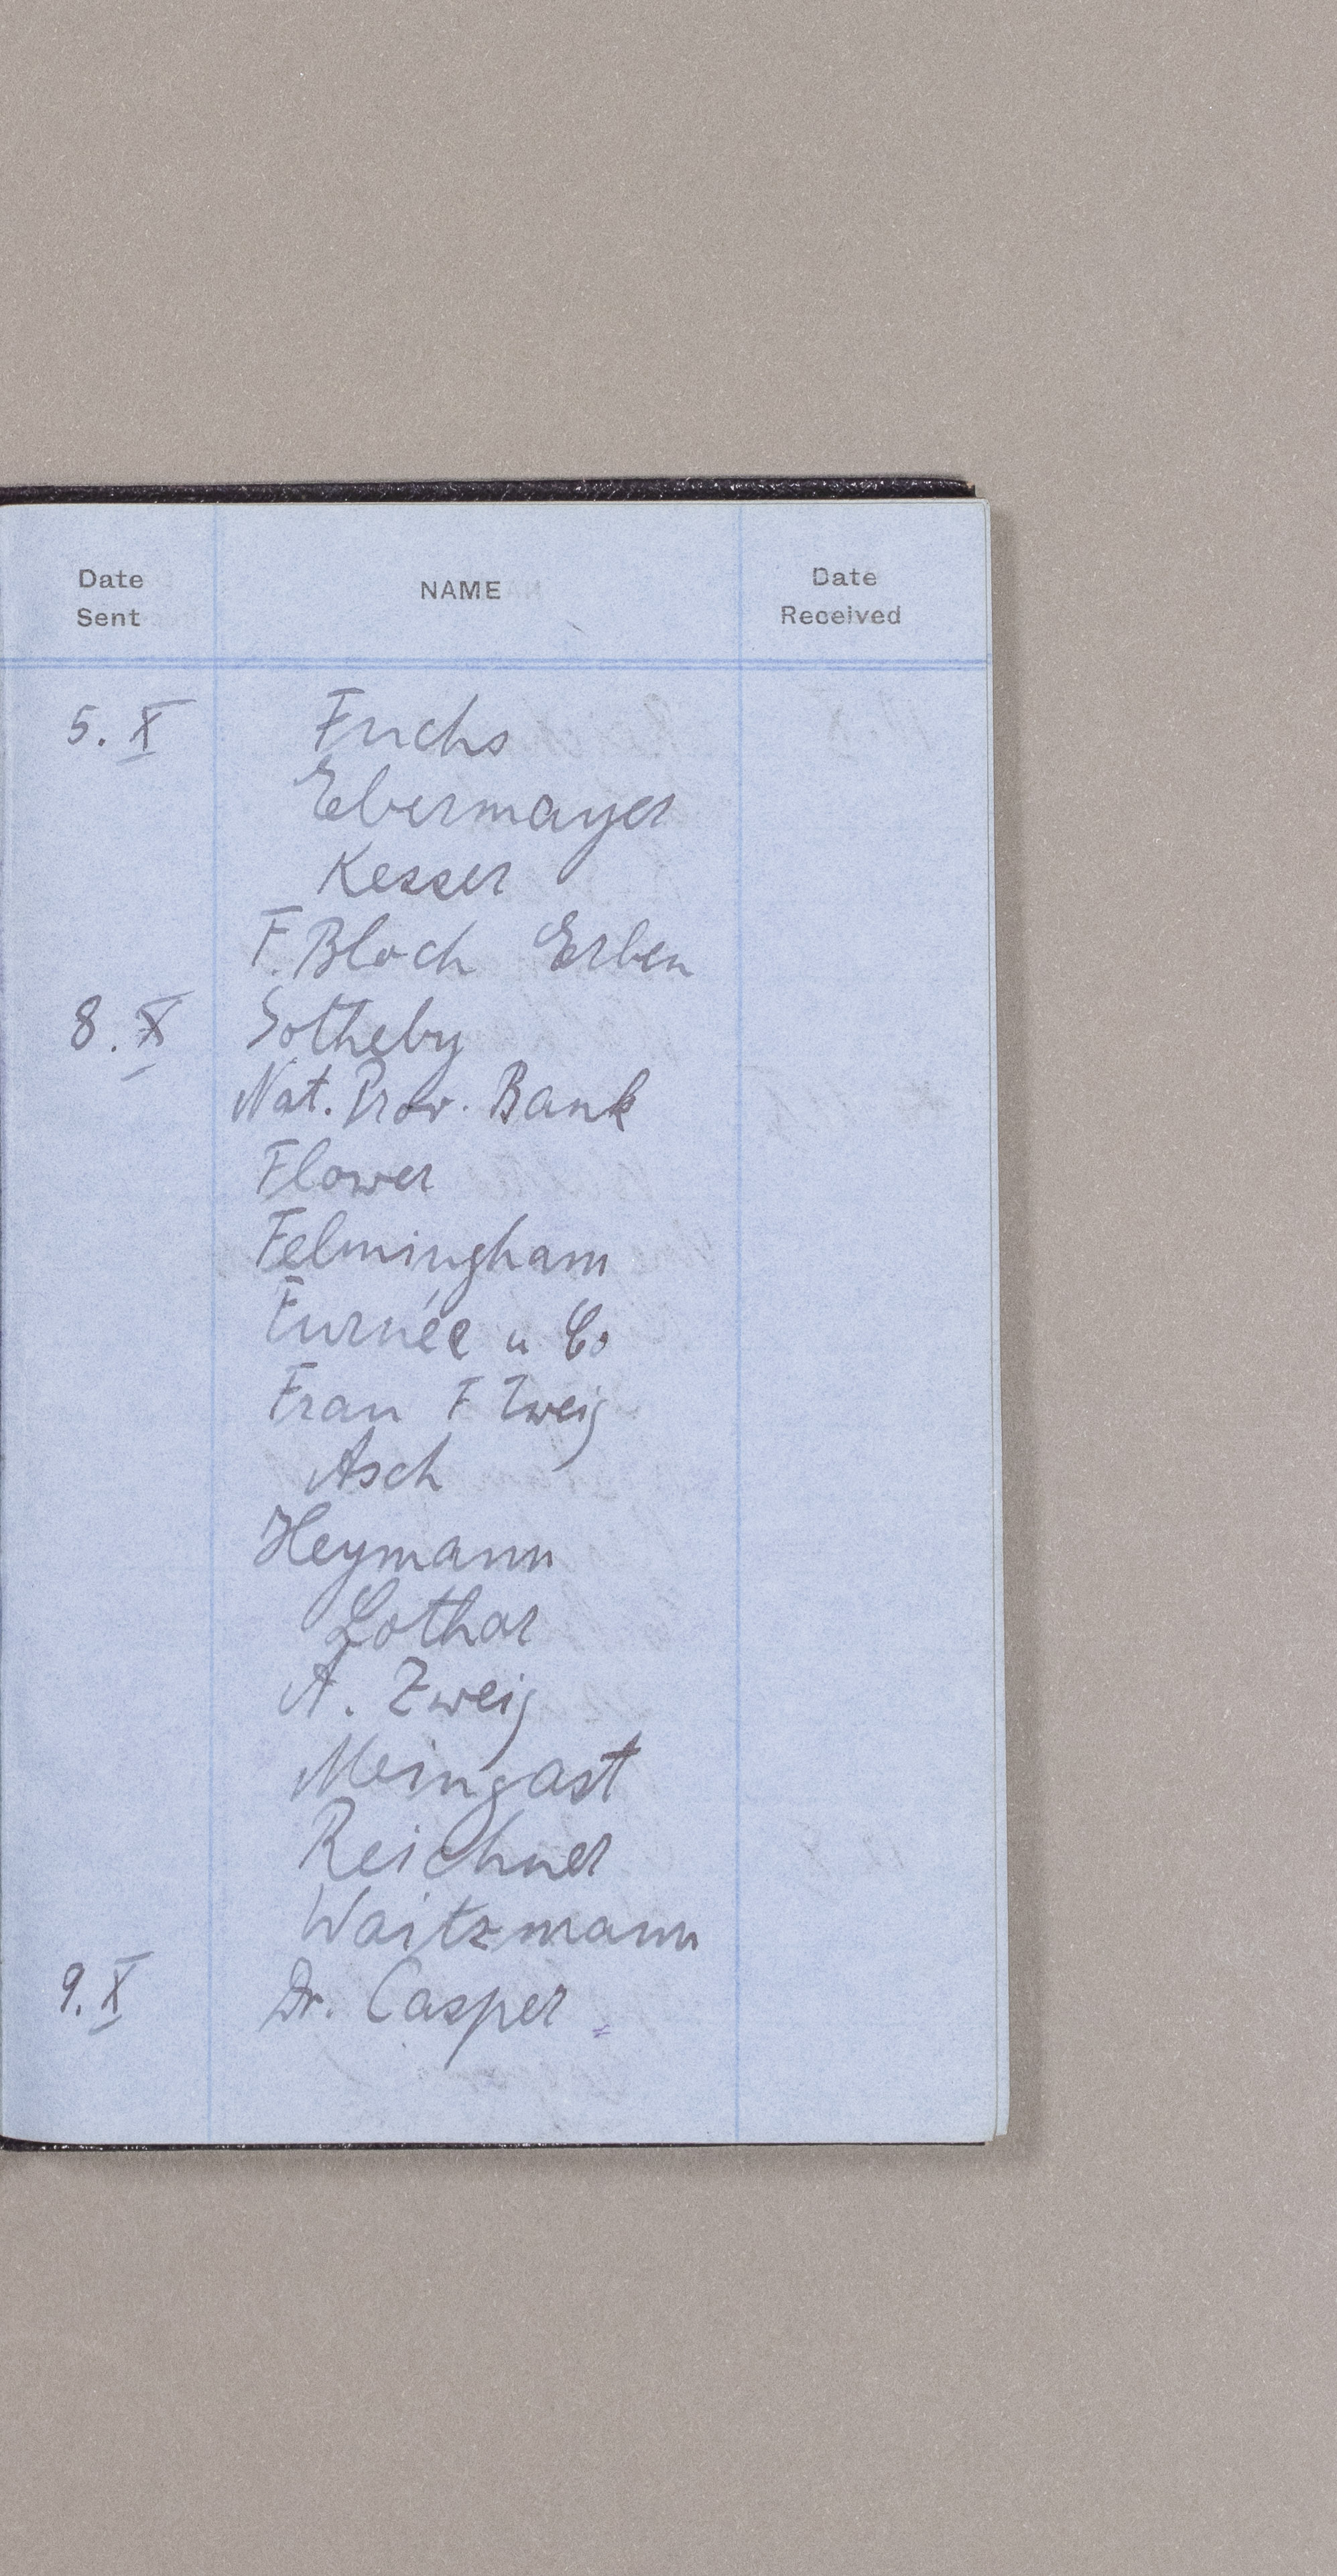 Date Sent NAME Date Received
5. X Fuchs
Ebermayer
Kesser
F. Bloch Erben
8. X Sotheby
Nat. Prov. Bank
Flower
Felmingham
Furnée u Co
Frau F Zweig
Asch
Heymann
Lothar
A. Zweig
Meingast
Reichner
Waitzmann
9. X Dr. Casper